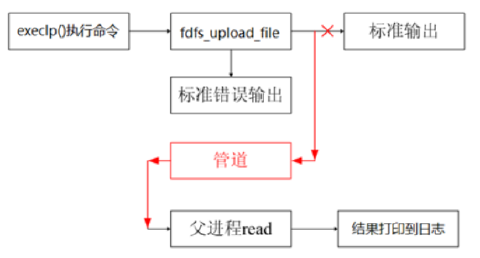 execlp()执行命令
fdfs_upload_file
标准输出
标准错误输出
管道
父进程read
结果打印到日志